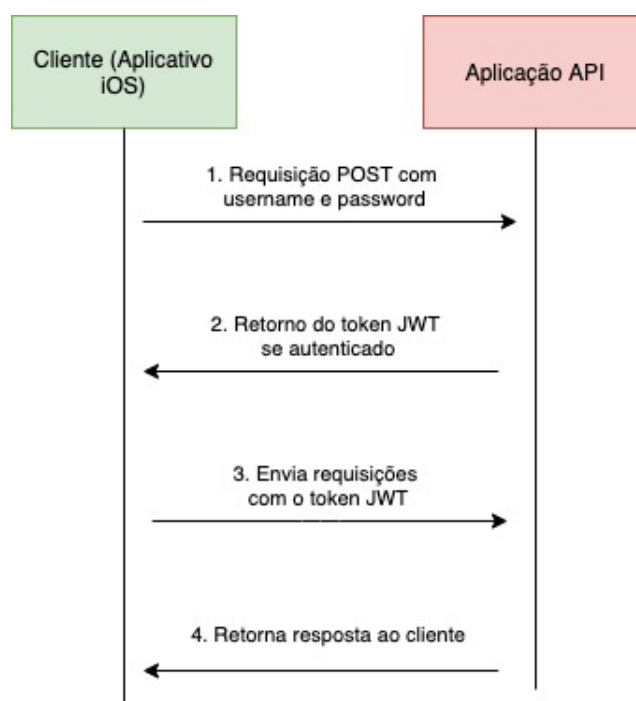 Cliente (Aplicativo
iOS)
Aplicação API
1. Requisição POST com
username e password
2. Retorno do token JWT
se autenticado
3. Envia requisições
com o token JWT
4. Retorna resposta ao cliente